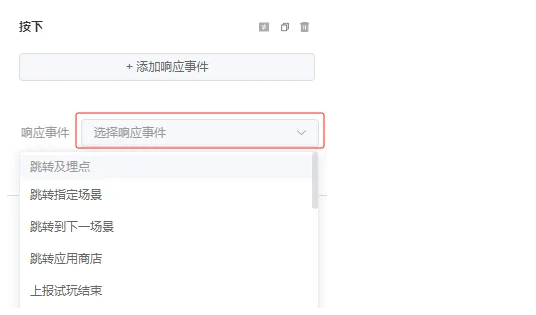 按下
+ 添加响应事件
响应事件 选择响应事件
跳转及埋点
跳转指定场景
跳转到下一场景
跳转应用商店
上报试玩结束